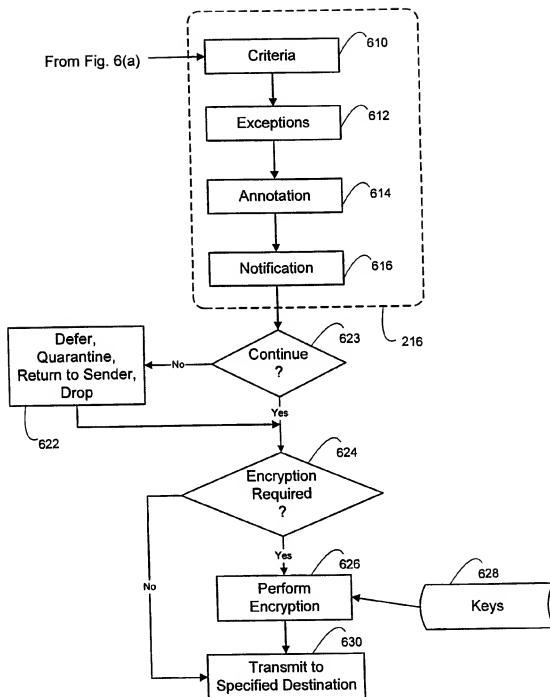 From Fig. 6(a)
Criteria
610
Exceptions
612
Annotation
614
Notification
616
216
Continue
?
623
No
Defer,
Quarantine,
Return to Sender,
Drop
622
Yes
624
Encryption
Required
?
No
Yes
626
Perform
Encryption
628
Keys
630
Transmit to
Specified Destination